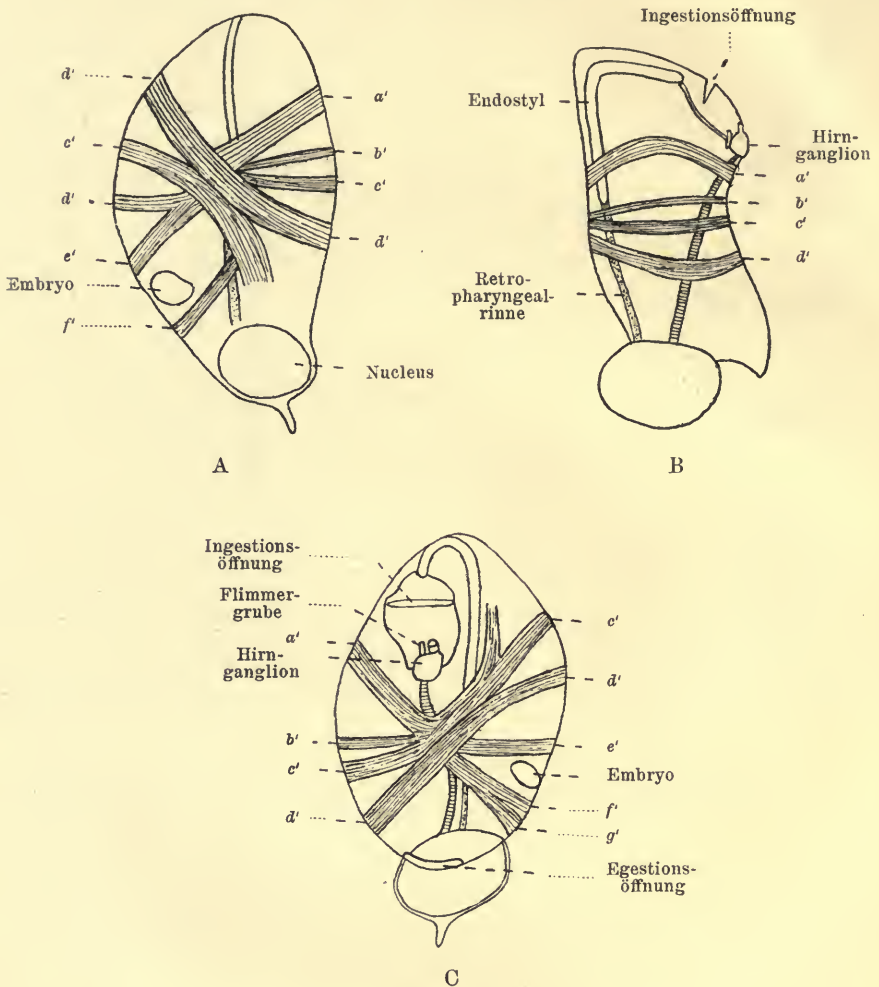 Ingestionsöffnung
d'
a'
c'
b'
c'
d'
d'
e'
Embryo
f'
Nucleus
A
Endostyl
Hirn-
ganglion
a'
b'
c'
d'
Retro-
pharyngeal-
rinne
B
Ingestions-
öffnung
Flimmer-
grube
a'
Hirn-
ganglion
b'
c'
d'
c'
d'
e'
Embryo
f'
g'
Egestions-
öffnung
C